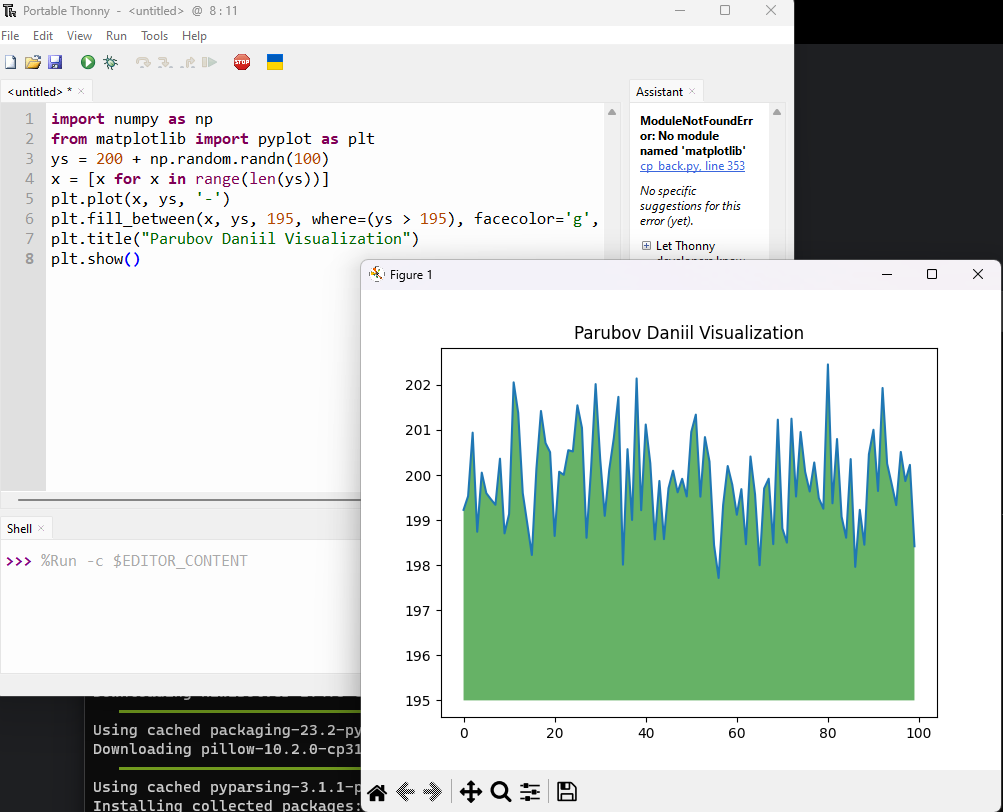 Portable Thonny - <untitled> @ 8 : 11
File Edit View Run Tools Help
STOP
<untitled> *
1 import numpy as np
2 from matplotlib import pyplot as plt
3 ys = 200 + np.random.randn(100)
4 x = [x for x in range(len(ys))]
5 plt.plot(x, ys, '-')
6 plt.fill_between(x, ys, 195, where=(ys > 195), facecolor='g',
7 plt.title("Parubov Daniil Visualization")
8 plt.show()
Assistant
ModuleNotFoundErr
or: No module
named 'matplotlib'
cp_back.py, line 353
No specific
suggestions for this
error (yet).
Let Thonny
Shell
>>> %Run -c $EDITOR_CONTENT
Figure 1
Parubov Daniil Visualization
202
201
200
199
198
197
196
195
0 20 40 60 80 100
Using cached packaging-23.2-py
Downloading pillow-10.2.0-cp31
Using cached pyparsing-3.1.1-p
Installing collected packages: